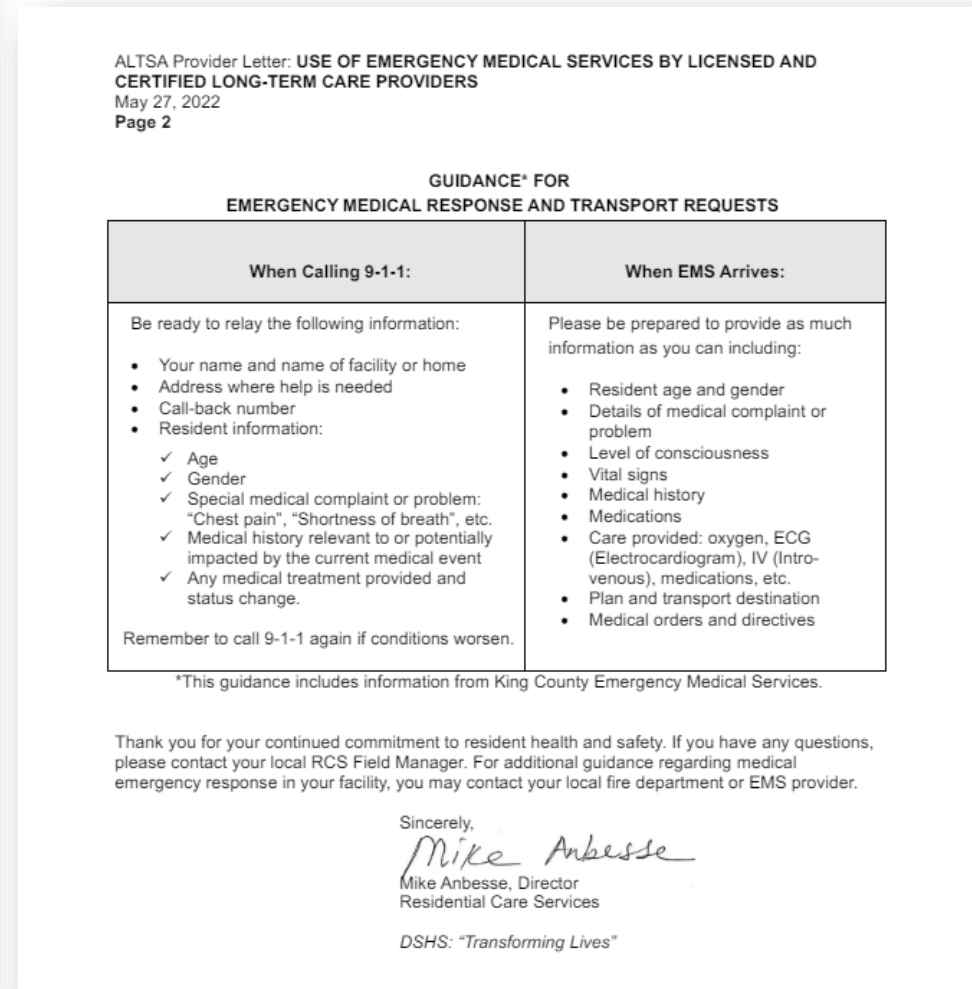 ALTSA Provider Letter: USE OF EMERGENCY MEDICAL SERVICES BY LICENSED AND
CERTIFIED LONG-TERM CARE PROVIDERS
May 27, 2022
Page 2
GUIDANCE* FOR
EMERGENCY MEDICAL RESPONSE AND TRANSPORT REQUESTS
When Calling 9-1-1:
Be ready to relay the following information:
• Your name and name of facility or home
• Address where help is needed
• Call-back number
• Resident information:
✓ Age
✓ Gender
✓ Special medical complaint or problem:
“Chest pain”, “Shortness of breath”, etc.
✓ Medical history relevant to or potentially
impacted by the current medical event
✓ Any medical treatment provided and
status change.
Remember to call 9-1-1 again if conditions worsen.
When EMS Arrives:
Please be prepared to provide as much
information as you can including:
• Resident age and gender
• Details of medical complaint or
problem
• Level of consciousness
• Vital signs
• Medical history
• Medications
• Care provided: oxygen, ECG
(Electrocardiogram), IV (Intro-
venous), medications, etc.
• Plan and transport destination
• Medical orders and directives
*This guidance includes information from King County Emergency Medical Services.
Thank you for your continued commitment to resident health and safety. If you have any questions,
please contact your local RCS Field Manager. For additional guidance regarding medical
emergency response in your facility, you may contact your local fire department or EMS provider.
Sincerely,
Mike Anbesse
Mike Anbesse, Director
Residential Care Services
DSHS: “Transforming Lives”